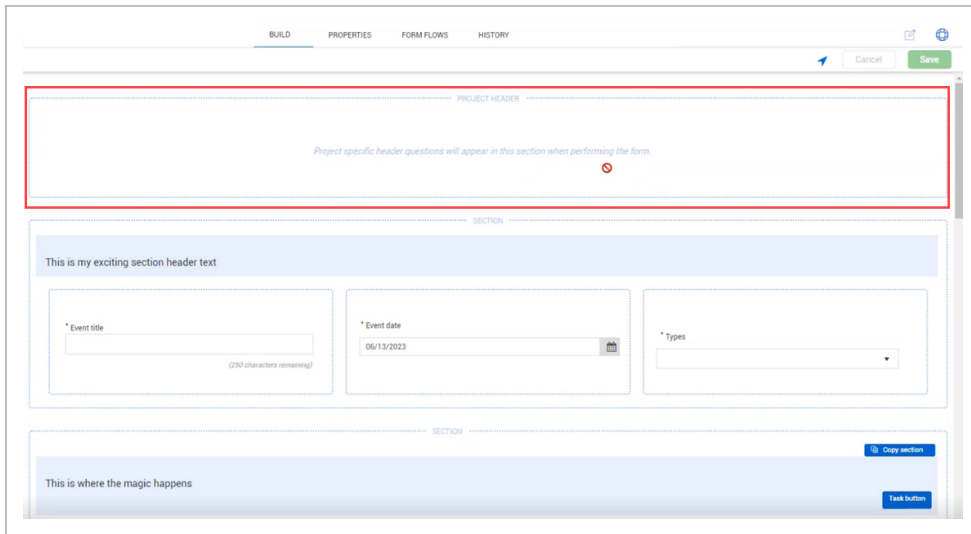 BUILD PROPERTIES FORM FLOWS HISTORY
Cancel Save
PROJECT HEADER
Project specific header questions will appear in this section when performing the form.
SECTION
This is my exciting section header text
* Event title
(250 characters remaining)
* Event date
06/13/2023
* Types
SECTION
Copy section
This is where the magic happens
Task button